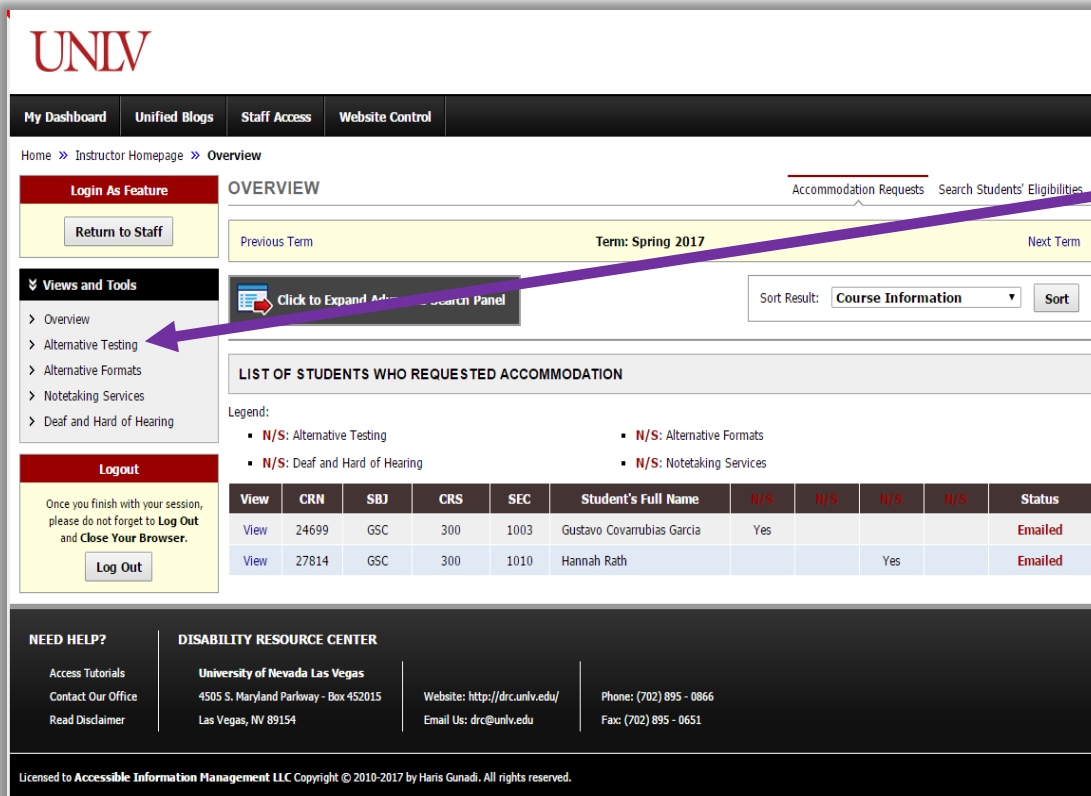 UNLV
My Dashboard Unified Blogs Staff Access Website Control
Home » Instructor Homepage » Overview
Login As Feature
Return to Staff
Views and Tools
Overview
Alternative Testing
Alternative Formats
Notetaking Services
Deaf and Hard of Hearing
Logout
Once you finish with your session,
please do not forget to Log Out
and Close Your Browser.
Log Out
OVERVIEW
Accommodation Requests Search Students' Eligibilities
Previous Term Term: Spring 2017 Next Term
Click to Expand Advanced Search Panel
Sort Result: Course Information Sort
LIST OF STUDENTS WHO REQUESTED ACCOMMODATION
Legend:
N/S: Alternative Testing N/S: Alternative Formats
N/S: Deaf and Hard of Hearing N/S: Notetaking Services
View CRN SBJ CRS SEC Student's Full Name N/S N/S N/S N/S Status
View 24699 GSC 300 1003 Gustavo Covarrubias Garcia Yes Emailed
View 27814 GSC 300 1010 Hannah Rath Yes Emailed
NEED HELP?
Access Tutorials
Contact Our Office
Read Disclaimer
DISABILITY RESOURCE CENTER
University of Nevada Las Vegas
4505 S. Maryland Parkway - Box 452015
Las Vegas, NV 89154
Website: http://drc.unlv.edu/
Email Us: drc@unlv.edu
Phone: (702) 895 - 0866
Fax: (702) 895 - 0651
Licensed to Accessible Information Management LLC Copyright © 2010-2017 by Haris Gunadi. All rights reserved.